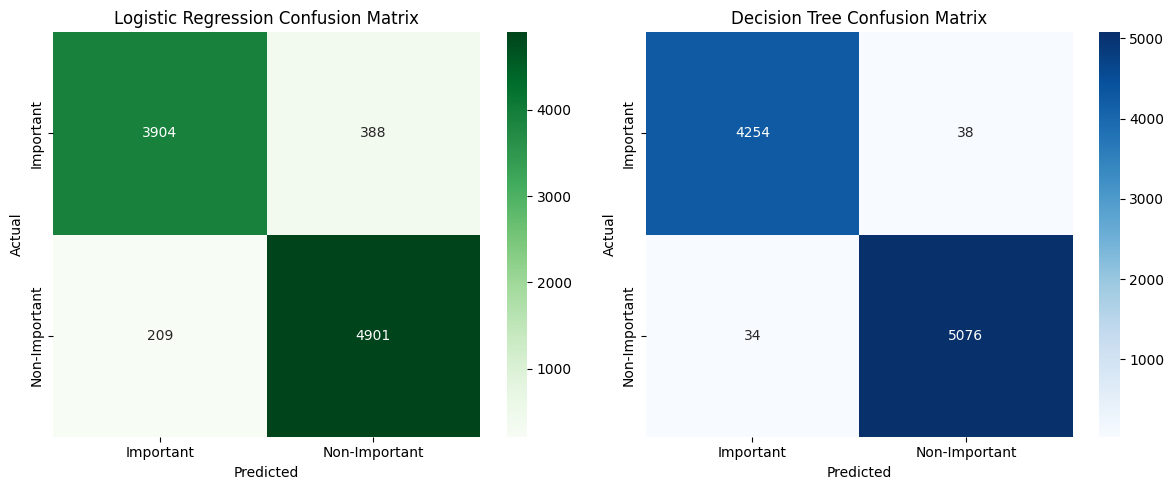 Logistic Regression Confusion Matrix
Important
Non-Important
Actual
3904
388
209
4901
Important
Non-Important
Predicted
4000
3000
2000
1000
Decision Tree Confusion Matrix
Important
Non-Important
Actual
4254
38
34
5076
Important
Non-Important
Predicted
5000
4000
3000
2000
1000